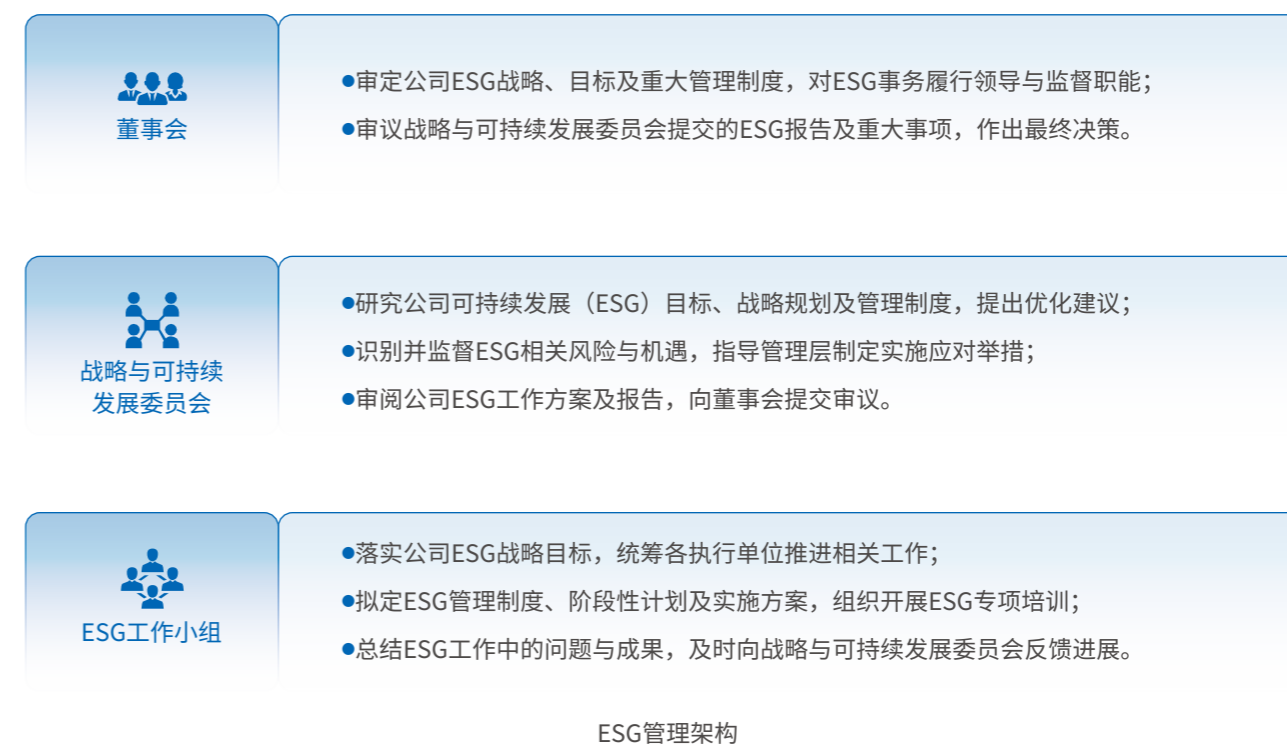 董事会
●审定公司ESG战略、目标及重大管理制度，对ESG事务履行领导与监督职能；
●审议战略与可持续发展委员会提交的ESG报告及重大事项，作出最终决策。
战略与可持续
发展委员会
●研究公司可持续发展（ESG）目标、战略规划及管理制度，提出优化建议；
●识别并监督ESG相关风险与机遇，指导管理层制定实施应对举措；
●审阅公司ESG工作方案及报告，向董事会提交审议。
ESG工作小组
●落实公司ESG战略目标，统筹各执行单位推进相关工作；
●拟定ESG管理制度、阶段性计划及实施方案，组织开展ESG专项培训；
●总结ESG工作中的问题与成果，及时向战略与可持续发展委员会反馈进展。
ESG管理架构